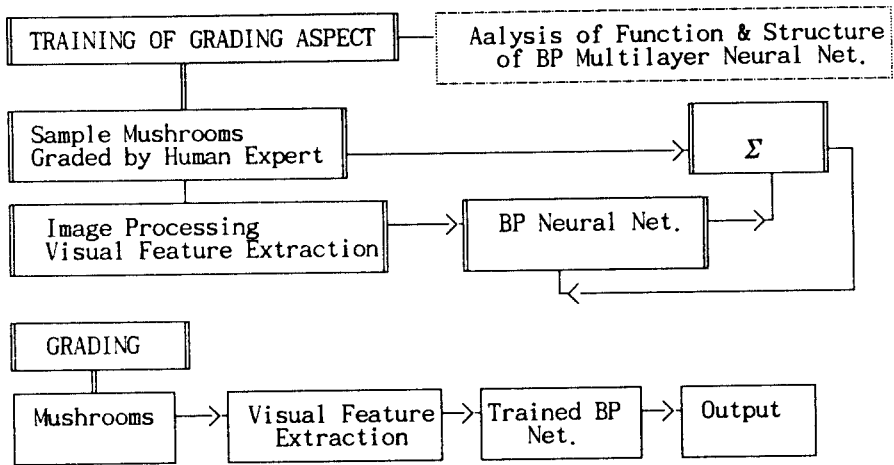 TRAINING OF GRADING ASPECT
Aalysis of Function & Structure
of BP Multilayer Neural Net.
Sample Mushrooms
Graded by Human Expert
Σ
Image Processing
Visual Feature Extraction
BP Neural Net.
GRADING
Mushrooms
Visual Feature
Extraction
Trained BP
Net.
Output